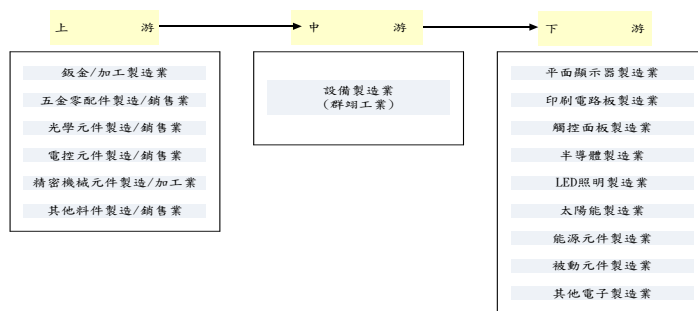 上 游
中 游
下 游
鈑金/加工製造業
五金零配件製造/銷售業
光學元件製造/銷售業
電控元件製造/銷售業
精密機械元件製造/加工業
其他料件製造/銷售業
設備製造業
(群翊工業)
平面顯示器製造業
印刷電路板製造業
觸控面板製造業
半導體製造業
LED照明製造業
太陽能製造業
能源元件製造業
被動元件製造業
其他電子製造業